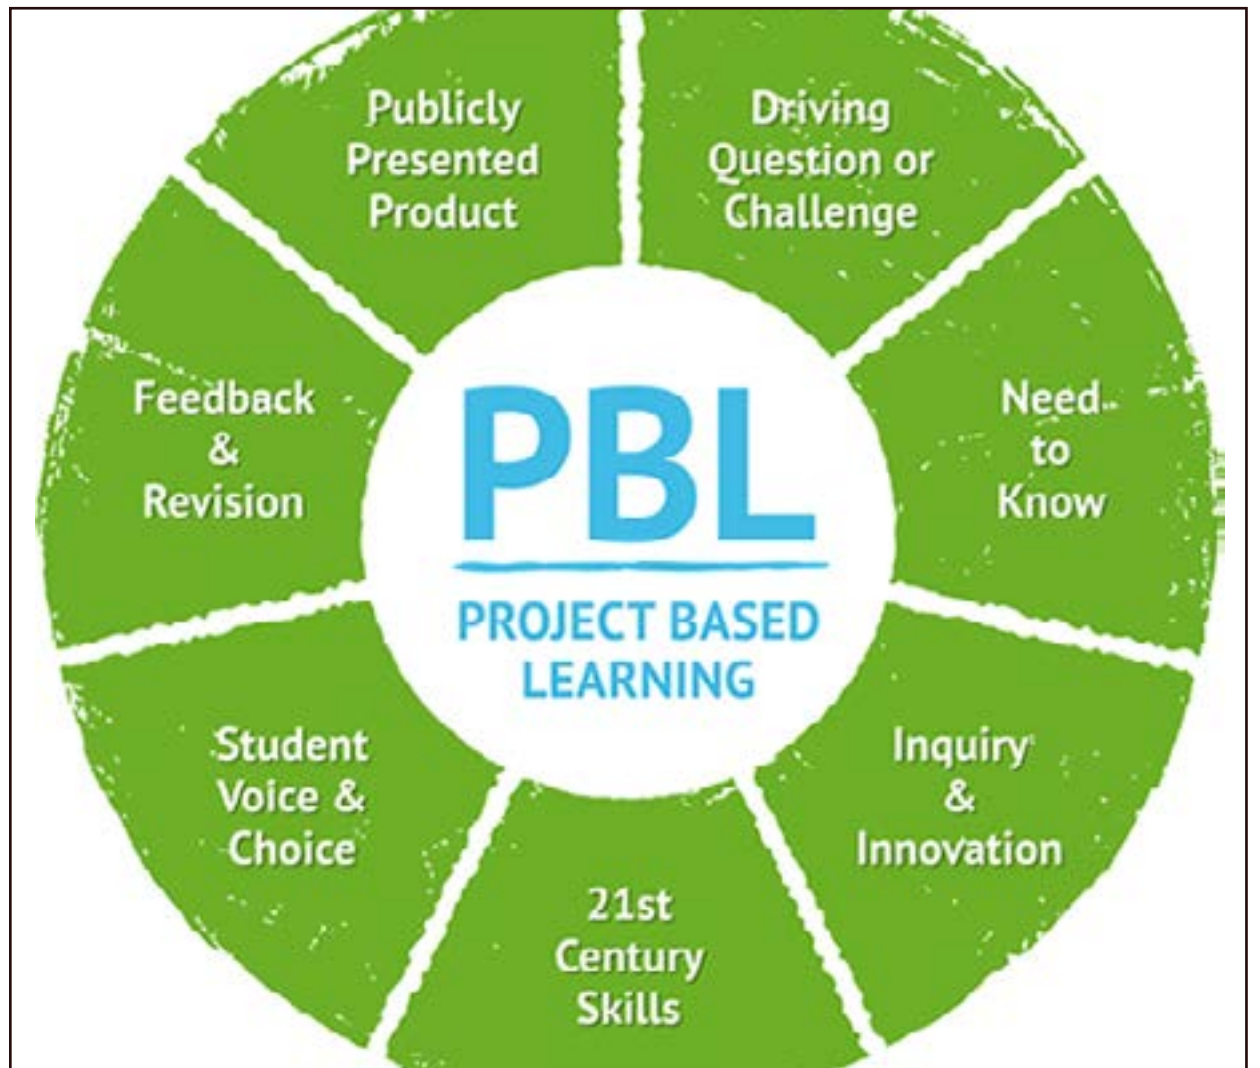 PBL
PROJECT BASED
LEARNING
Driving
Question or
Challenge
Need
to
Know
Inquiry
&
Innovation
21st
Century
Skills
Student
Voice &
Choice
Feedback
&
Revision
Publicly
Presented
Product